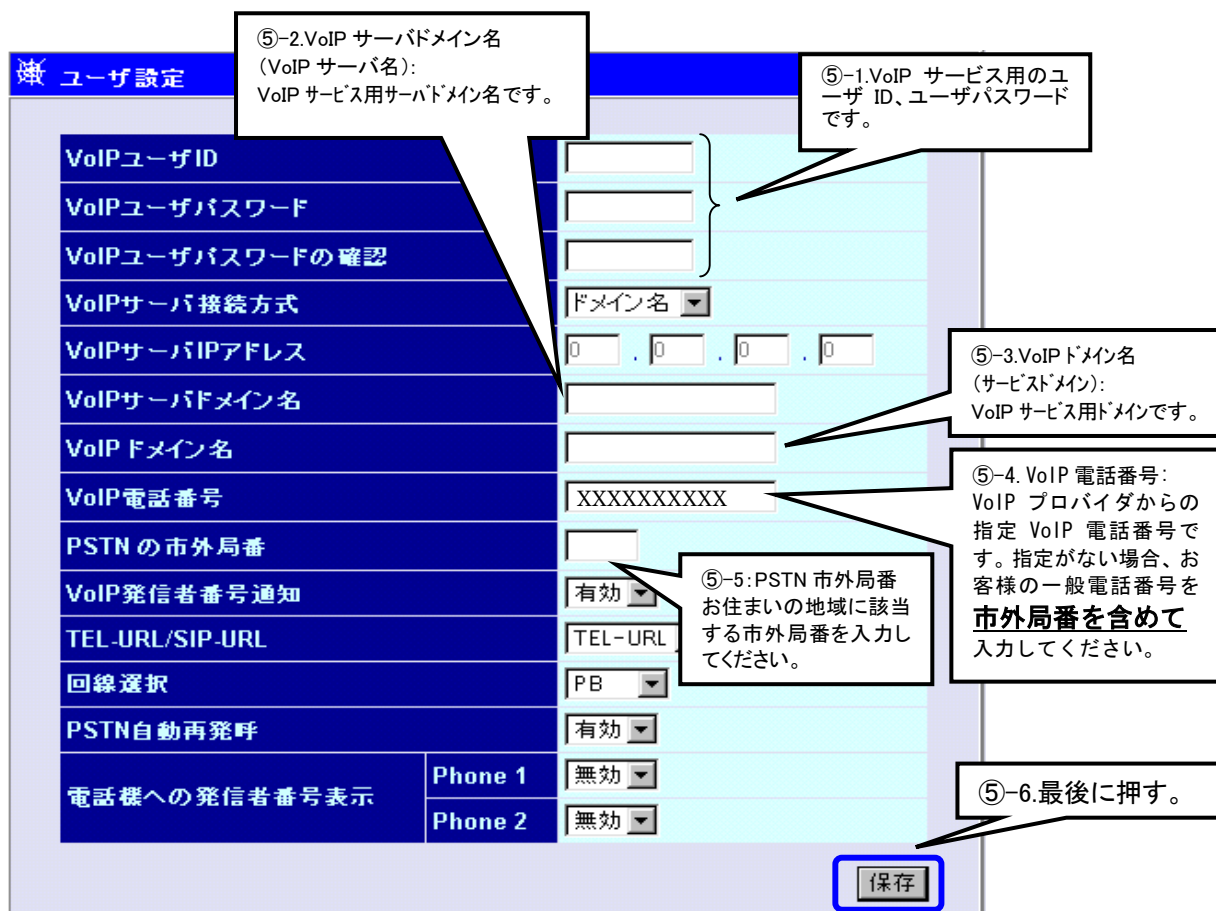 ⑤-2.VoIP サーバドメイン名
(VoIP サーバ名):
VoIP サービス用サーバドメイン名です。
ユーザ設定
⑤-1.VoIP サービス用のユ
ーザ ID、ユーザパスワード
です。
VoIPユーザID
VoIPユーザパスワード
VoIPユーザパスワードの確認
VoIPサーバ接続方式 ドメイン名
VoIPサーバIPアドレス 0 . 0 . 0 . 0
⑤-3.VoIPドメイン名
(サービスドメイン):
VoIP サービス用ドメインです。
VoIPサーバドメイン名
VoIPドメイン名
VoIP電話番号 XXXXXXXXXX
⑤-4. VoIP 電話番号:
VoIP プロバイダからの
指定 VoIP 電話番号で
す。指定がない場合、お
客様の一般電話番号を
市外局番を含めて
入力してください。
PSTN の市外局番
⑤-5:PSTN 市外局番
お住まいの地域に該当
する市外局番を入力し
てください。
VoIP発信者番号通知 有効
TEL-URL/SIP-URL TEL-URL
回線選択 PB
PSTN自動再発呼 有効
電話機への発信者番号表示
Phone 1 無効
Phone 2 無効
⑤-6.最後に押す。
保存